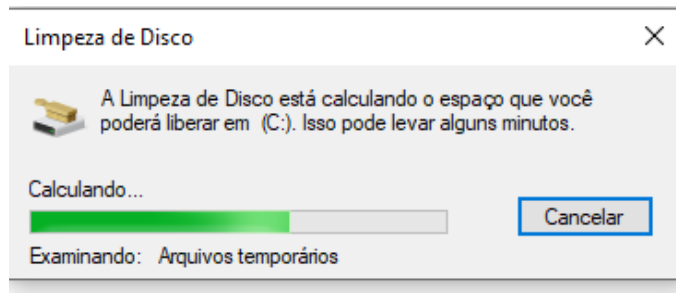 Limpeza de Disco
A Limpeza de Disco está calculando o espaço que você
poderá liberar em (C:). Isso pode levar alguns minutos.
Calculando...
Cancelar
Examinando: Arquivos temporários